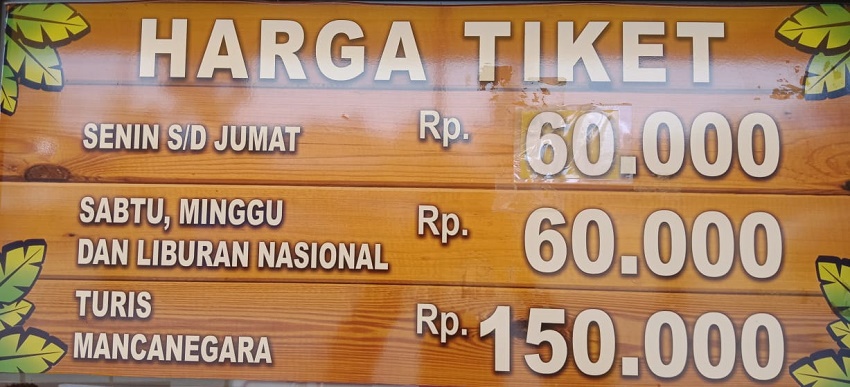 HARGA TIKET
SENIN S/D JUMAT Rp. 60.000
SABTU, MINGGU
DAN LIBURAN NASIONAL Rp. 60.000
TURIS
MANCANEGARA Rp. 150.000